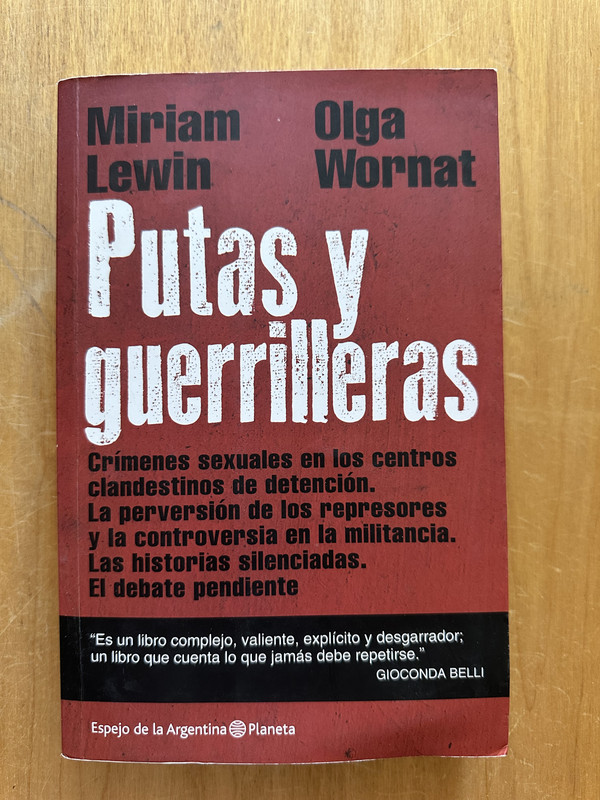 Miriam Lewin
Olga Wornat
Putas y
guerrilleras
Crímenes sexuales en los centros
clandestinos de detención.
La perversión de los represores
y la controversia en la militancia.
Las historias silenciadas.
El debate pendiente
“Es un libro complejo, valiente, explícito y desgarrador;
un libro que cuenta lo que jamás debe repetirse.”
GIOCONDA BELLI
Espejo de la Argentina Planeta